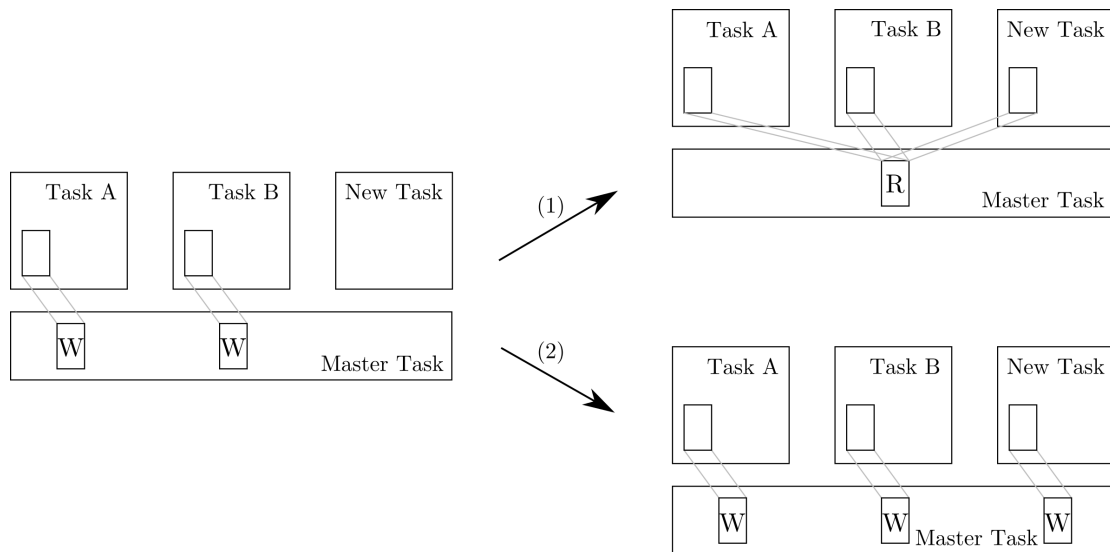 Task A
Task B
New Task
W
W
Master Task
(1)
(2)
Task A
Task B
New Task
R
Master Task
Task A
Task B
New Task
W
W
W
Master Task